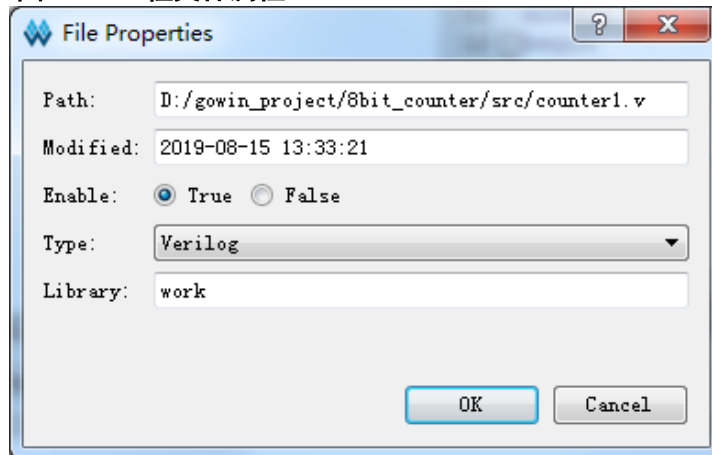 File Properties
Path: D:/gowin_project/8bit_counter/src/counter1.v
Modified: 2019-08-15 13:33:21
Enable: True False
Type: Verilog
Library: work
OK Cancel